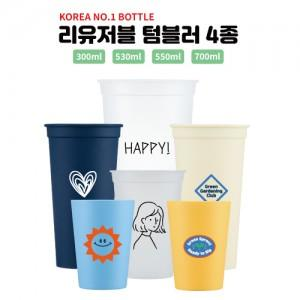 KOREA NO.1 BOTTLE
리유저블 텀블러 4종
300ml 530ml 550ml 700ml
HAPPY!
Green
Gardening
Club